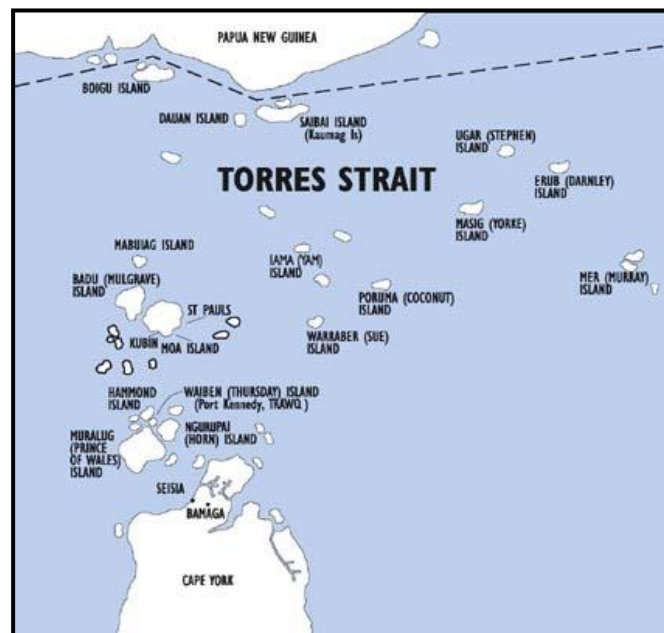 PAPUA NEW GUINEA
BOIGU ISLAND
DAUAN ISLAND
SAIBAI ISLAND
(Kaumag Is)
UGAR (STEPHEN)
ISLAND
TORRES STRAIT
ERUB (DARNLEY)
ISLAND
MASIG (YORKE)
ISLAND
MABUIAG ISLAND
IAMA (YAM)
ISLAND
MER (MURRAY)
ISLAND
BADU (MULGRAVE)
ISLAND
PORUMA (COCONUT)
ISLAND
ST PAULS
KUBIN
MOA ISLAND
WARRABER (SUE)
ISLAND
HAMMOND
ISLAND
WAIBEN (THURSDAY) ISLAND
(Port Kennedy, TRAWQ )
MURALUG
(PRINCE
OF WALES)
ISLAND
NGURUPAI
(HORN) ISLAND
SEISIA
BAMAGA
CAPE YORK